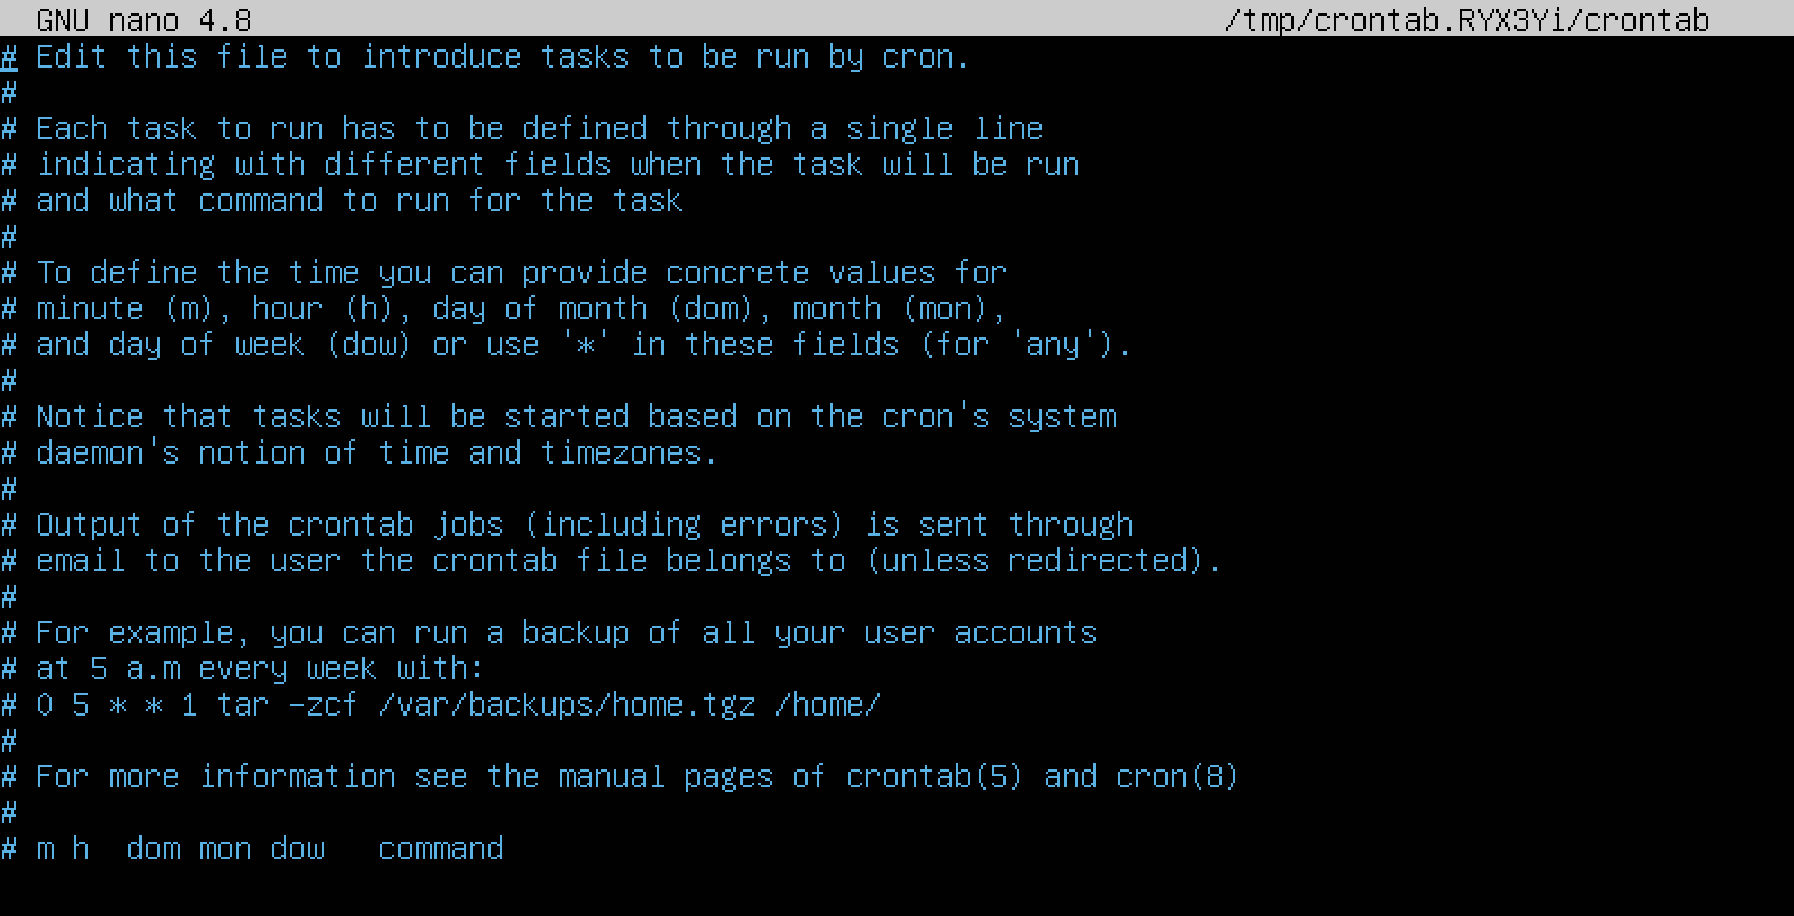 GNU nano 4.8 /tmp/crontab.RYX3Yi/crontab
# Edit this file to introduce tasks to be run by cron.
#
# Each task to run has to be defined through a single line
# indicating with different fields when the task will be run
# and what command to run for the task
#
# To define the time you can provide concrete values for
# minute (m), hour (h), day of month (dom), month (mon),
# and day of week (dow) or use '*' in these fields (for 'any').
#
# Notice that tasks will be started based on the cron's system
# daemon's notion of time and timezones.
#
# Output of the crontab jobs (including errors) is sent through
# email to the user the crontab file belongs to (unless redirected).
#
# For example, you can run a backup of all your user accounts
# at 5 a.m every week with:
# 0 5 * * 1 tar -zcf /var/backups/home.tgz /home/
#
# For more information see the manual pages of crontab(5) and cron(8)
#
# m h  dom mon dow   command